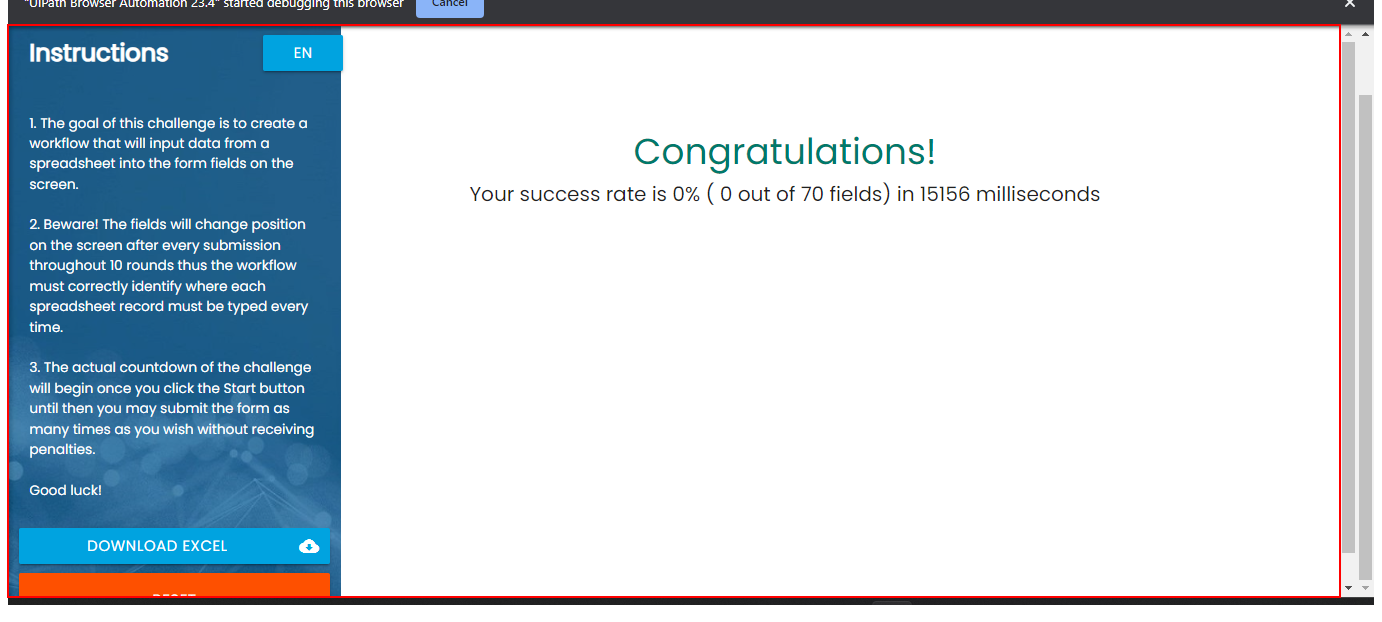 "UiPath Browser Automation 23.4" started debugging this browser
Cancel
Instructions
EN
1. The goal of this challenge is to create a
workflow that will input data from a
spreadsheet into the form fields on the
screen.
2. Beware! The fields will change position
on the screen after every submission
throughout 10 rounds thus the workflow
must correctly identify where each
spreadsheet record must be typed every
time.
3. The actual countdown of the challenge
will begin once you click the Start button
until then you may submit the form as
many times as you wish without receiving
penalties.
Good luck!
DOWNLOAD EXCEL
RESET
Congratulations!
Your success rate is 0% ( 0 out of 70 fields) in 15156 milliseconds